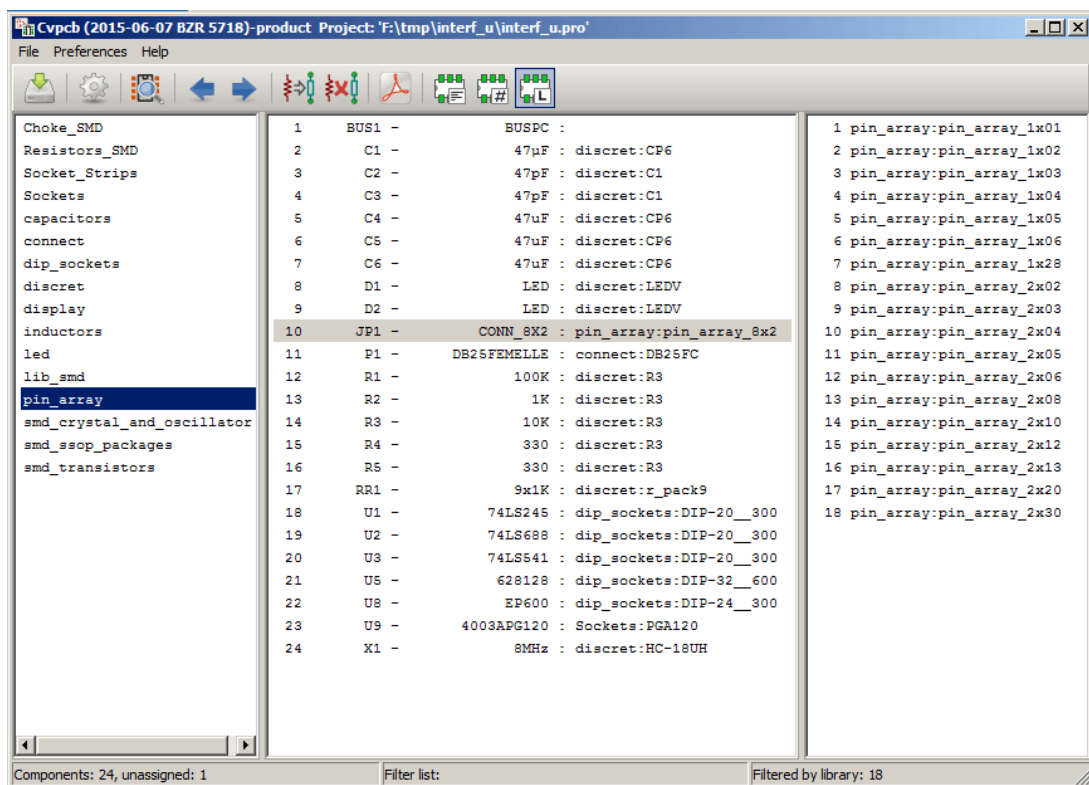 Cvpcb (2015-06-07 BZR 5718)-product Project: 'F:\tmp\interf_u\interf_u.pro'
File Preferences Help
Choke_SMD
Resistors_SMD
Socket_Strips
Sockets
capacitors
connect
dip_sockets
discret
display
inductors
led
lib_smd
pin_array
smd_crystal_and_oscillator
smd_ssop_packages
smd_transistors
1 BUS1 - BUSPC :
2 C1 - 47µF : discret:CP6
3 C2 - 47pF : discret:C1
4 C3 - 47pF : discret:C1
5 C4 - 47uF : discret:CP6
6 C5 - 47uF : discret:CP6
7 C6 - 47uF : discret:CP6
8 D1 - LED : discret:LEDV
9 D2 - LED : discret:LEDV
10 JP1 - CONN_8X2 : pin_array:pin_array_8x2
11 P1 - DB25FEMELLE : connect:DB25FC
12 R1 - 100K : discret:R3
13 R2 - 1K : discret:R3
14 R3 - 10K : discret:R3
15 R4 - 330 : discret:R3
16 R5 - 330 : discret:R3
17 RR1 - 9x1K : discret:r_pack9
18 U1 - 74LS245 : dip_sockets:DIP-20__300
19 U2 - 74LS688 : dip_sockets:DIP-20__300
20 U3 - 74LS541 : dip_sockets:DIP-20__300
21 U5 - 628128 : dip_sockets:DIP-32__600
22 U8 - EP600 : dip_sockets:DIP-24__300
23 U9 - 4003APG120 : Sockets:PGA120
24 X1 - 8MHz : discret:HC-18UH
1 pin_array:pin_array_1x01
2 pin_array:pin_array_1x02
3 pin_array:pin_array_1x03
4 pin_array:pin_array_1x04
5 pin_array:pin_array_1x05
6 pin_array:pin_array_1x06
7 pin_array:pin_array_1x28
8 pin_array:pin_array_2x02
9 pin_array:pin_array_2x03
10 pin_array:pin_array_2x04
11 pin_array:pin_array_2x05
12 pin_array:pin_array_2x06
13 pin_array:pin_array_2x08
14 pin_array:pin_array_2x10
15 pin_array:pin_array_2x12
16 pin_array:pin_array_2x13
17 pin_array:pin_array_2x20
18 pin_array:pin_array_2x30
Components: 24, unassigned: 1
Filter list:
Filtered by library: 18